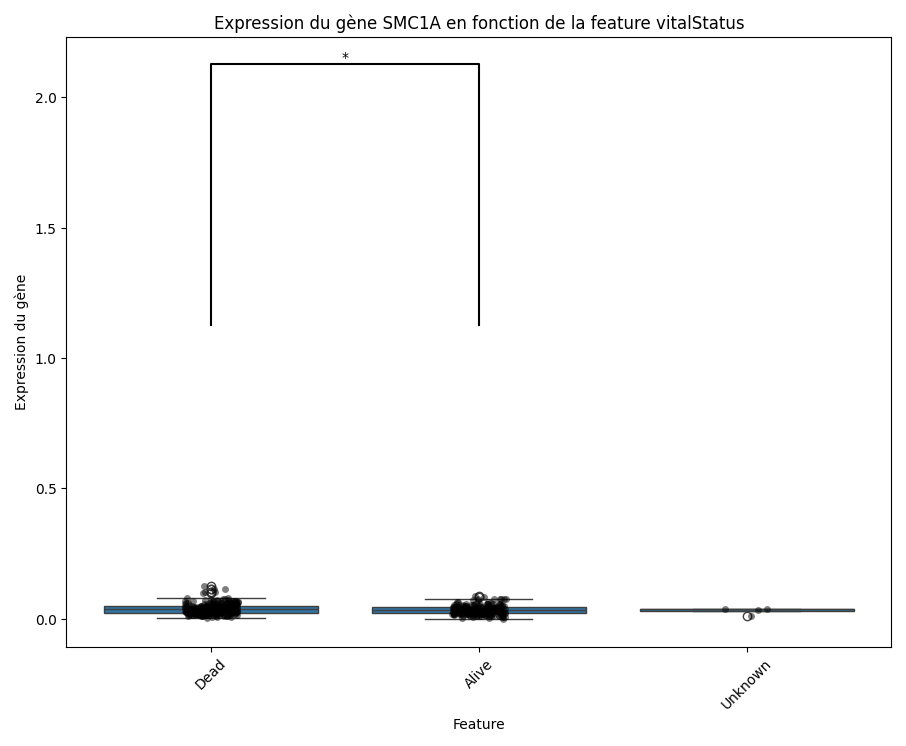 Expression du gène SMC1A en fonction de la feature vitalStatus
*
2.0
1.5
1.0
0.5
0.0
Expression du gène
Dead
Alive
Unknown
Feature